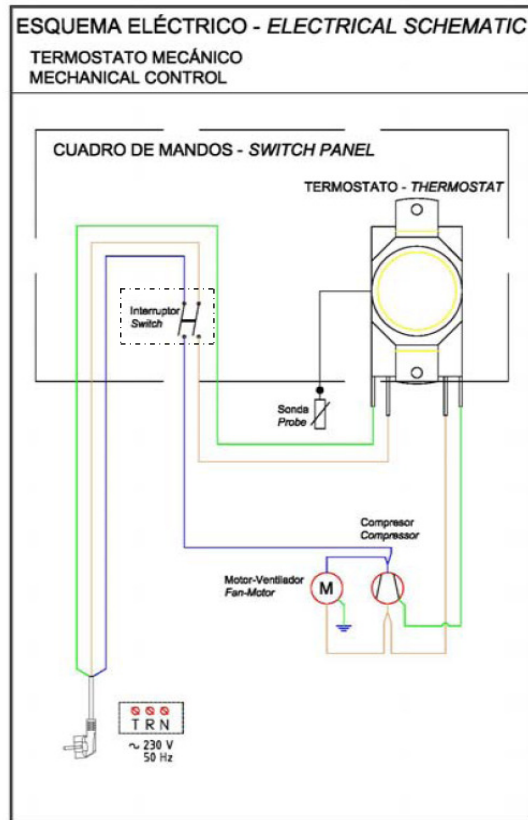 ESQUEMA ELÉCTRICO - ELECTRICAL SCHEMATIC
TERMOSTATO MECÁNICO
MECHANICAL CONTROL
CUADRO DE MANDOS - SWITCH PANEL
TERMOSTATO - THERMOSTAT
Interruptor
Switch
Sonda
Probe
Compresor
Compressor
Motor-Ventilador
Fan-Motor
M
T R N
~ 230 V
50 Hz